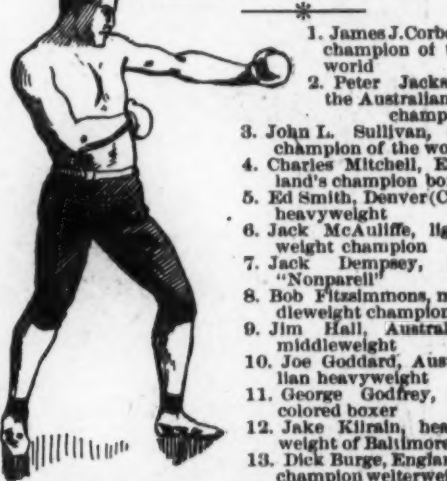 1. James J. Corbe
champion of t
world
2. Peter Jacks
the Australian
champ
3. John L. Sullivan,
champion of the wo
4. Charles Mitchell, E
land's champion bo
5. Ed Smith, Denver (C
heavyweight
6. Jack McAuliffe, lig
weight champion
7. Jack Dempsey,
"Nonpareil"
8. Bob Fitzsimmons, m
dleweight champion
9. Jim Hall, Austral
middleweight
10. Joe Goddard, Aus
lian heavyweight
11. George Godfrey,
colored boxer
12. Jake Kilrain, hea
weight of Baltimore
13. Dick Burge, Englan
champion welterwei